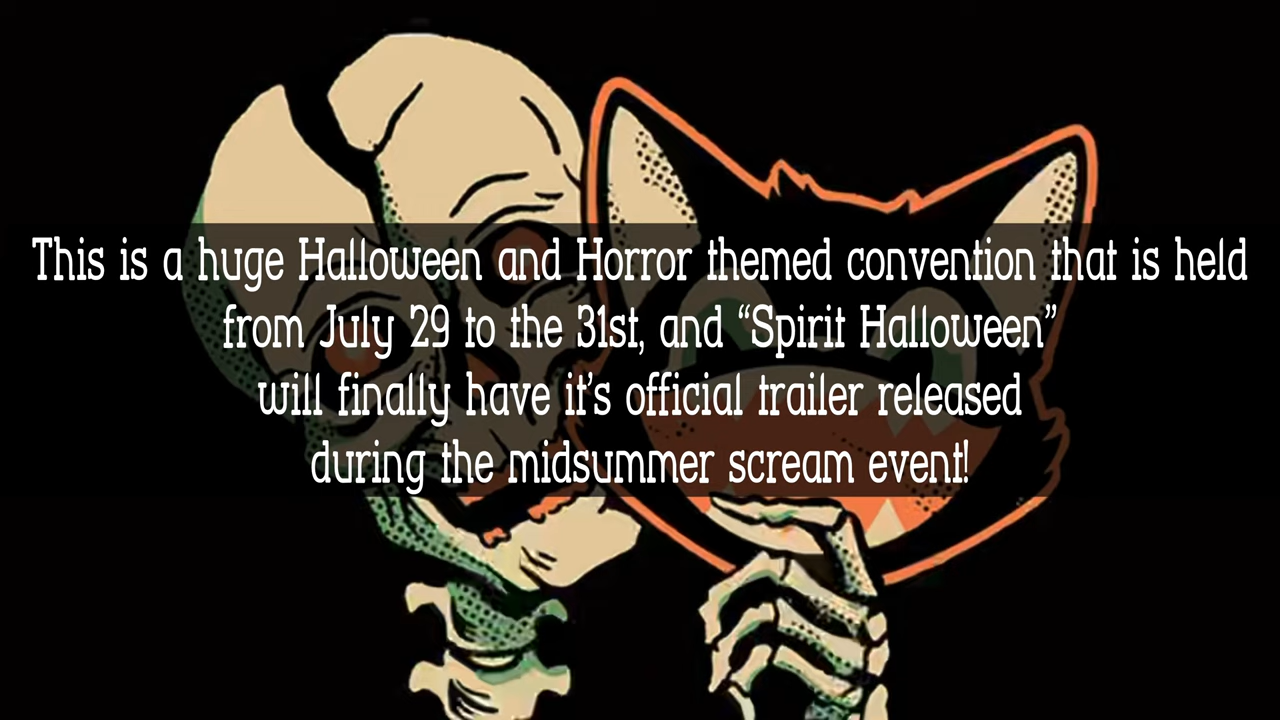 This is a huge Halloween and Horror themed convention that is held
from July 29 to the 31st, and “Spirit Halloween”
will finally have it’s official trailer released
during the midsummer scream event!